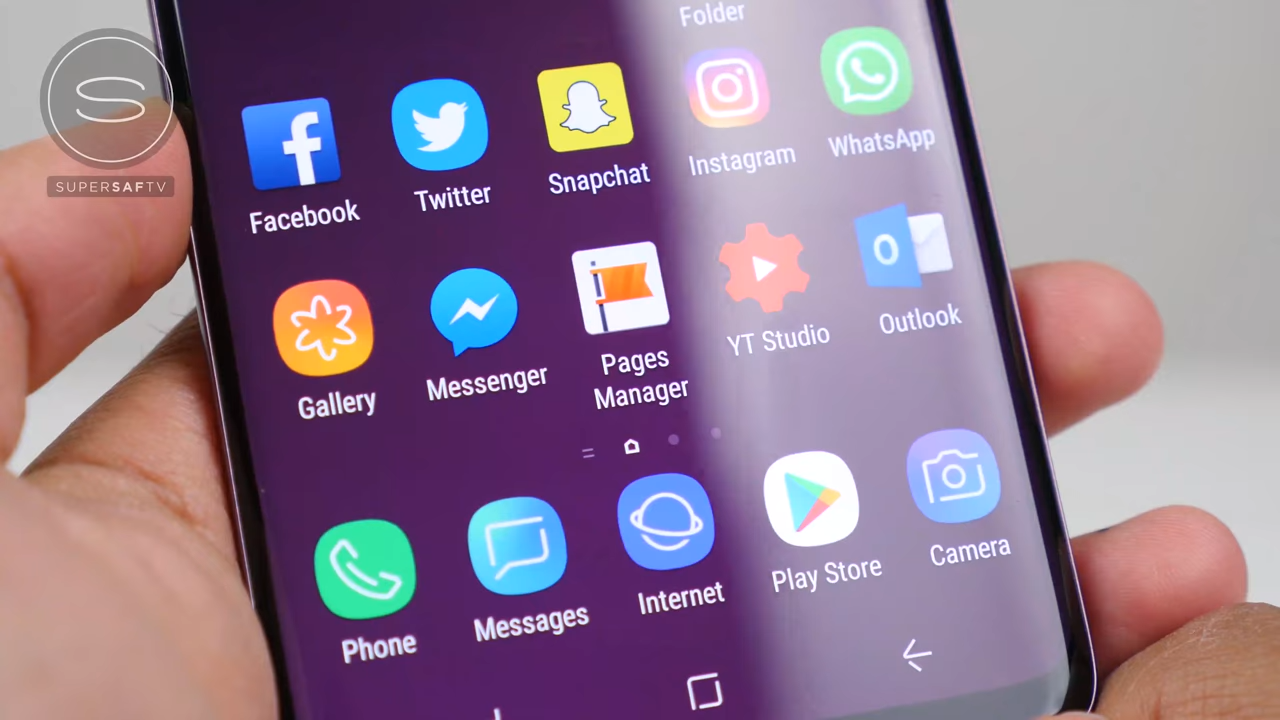 Folder
SUPERSAFTV
Facebook
Twitter
Snapchat
Instagram
WhatsApp
Gallery
Messenger
Pages
Manager
YT Studio
Outlook
Phone
Messages
Internet
Play Store
Camera